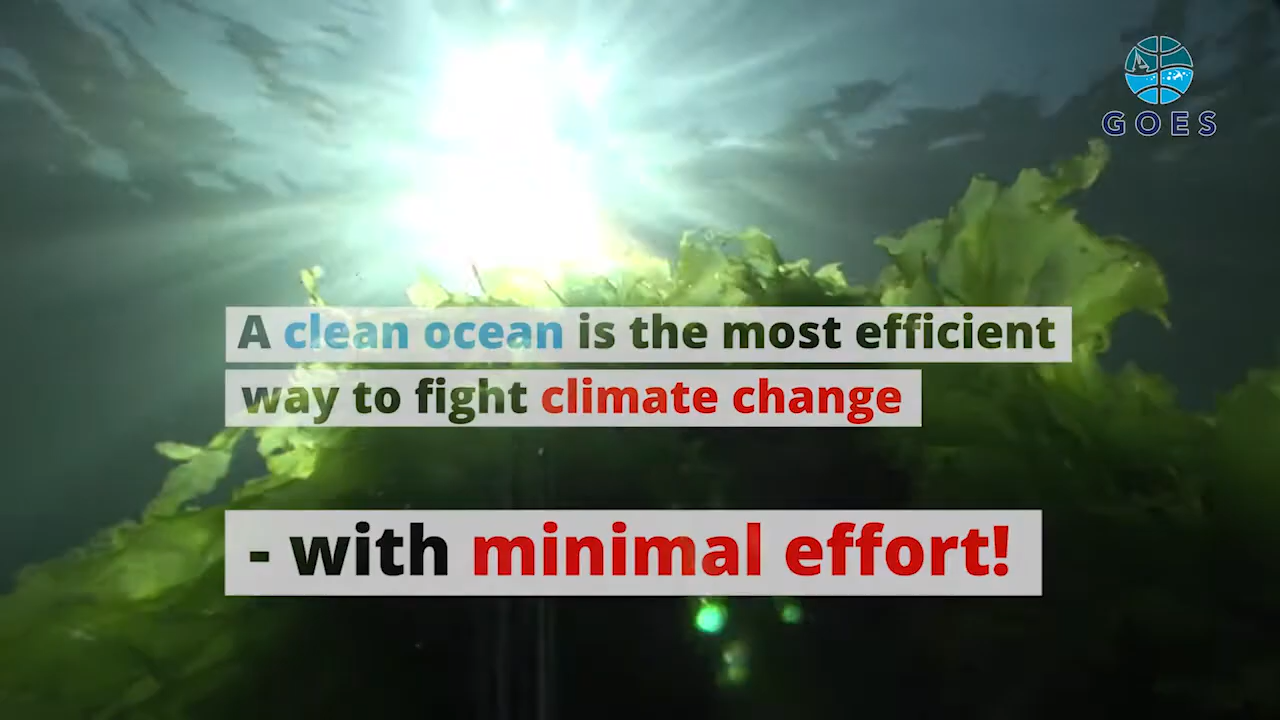 GOES
A clean ocean is the most efficient
way to fight climate change
- with minimal effort!